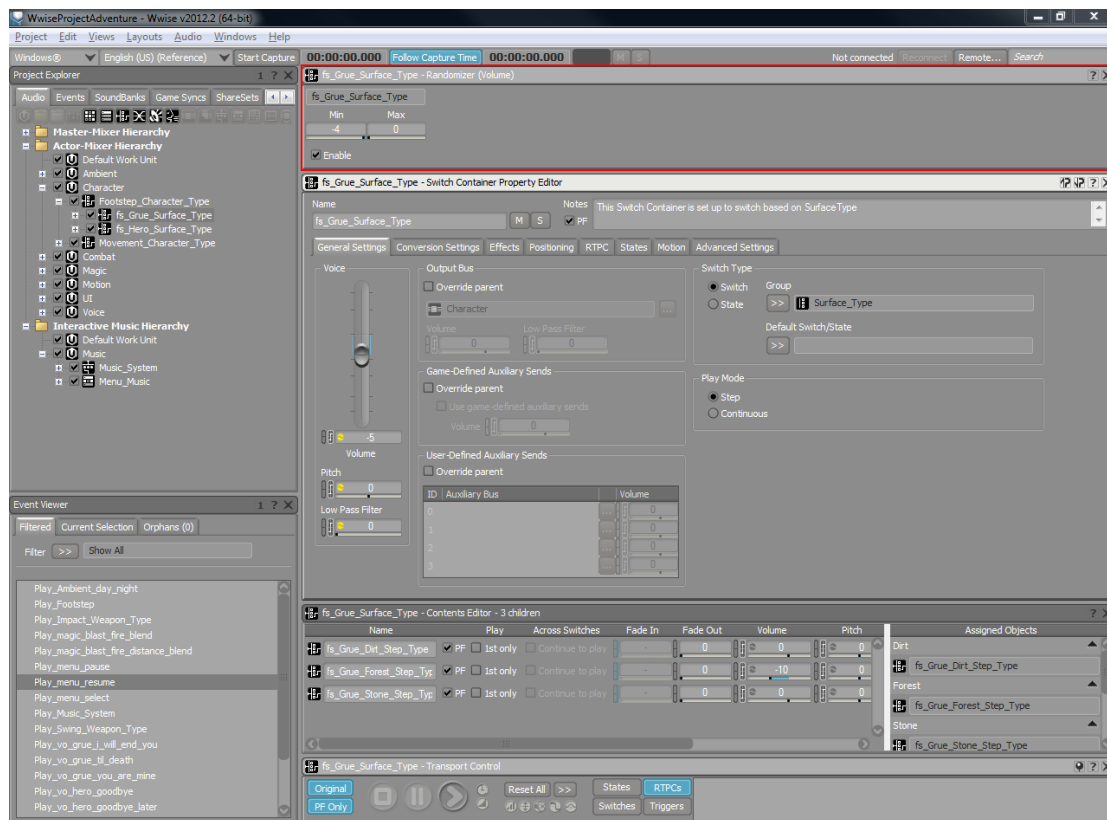 WwiseProjectAdventure - Wwise v2012.2 (64-bit)
Project Edit Views Layouts Audio Windows Help
Windows® English (US) (Reference) Start Capture 00:00:00.000 Follow Capture Time 00:00:00.000 M S Not connected Reconnect Remote... Search
Project Explorer 1 ? X
Audio Events SoundBanks Game Syncs ShareSets
Master-Mixer Hierarchy
Actor-Mixer Hierarchy
Default Work Unit
Ambient
Character
Footstep_Character_Type
fs_Grue_Surface_Type
fs_Hero_Surface_Type
Movement_Character_Type
Combat
Magic
Motion
UI
Voice
Interactive Music Hierarchy
Default Work Unit
Music
Music_System
Menu_Music
Event Viewer 1 ? X
Filtered Current Selection Orphans (0)
Filter >> Show All
Play_Ambient_day_night
Play_Footstep
Play_Impact_Weapon_Type
Play_magic_blast_fire_blend
Play_magic_blast_fire_distance_blend
Play_menu_pause
Play_menu_resume
Play_menu_select
Play_Music_System
Play_Swing_Weapon_Type
Play_vo_grue_i_will_end_you
Play_vo_grue_til_death
Play_vo_grue_you_are_mine
Play_vo_hero_goodbye
Play_vo_hero_goodbye_later
fs_Grue_Surface_Type - Randomizer (Volume) ? X
fs_Grue_Surface_Type
Min Max
-4 0
Enable
fs_Grue_Surface_Type - Switch Container Property Editor ? X
Name Notes This Switch Container is set up to switch based on SurfaceType
fs_Grue_Surface_Type M S PF
General Settings Conversion Settings Effects Positioning RTPC States Motion Advanced Settings
Voice
-5
Volume
Pitch
0
Low Pass Filter
0
Output Bus
Override parent
Character ...
Volume Low Pass Filter
0 0
Game-Defined Auxiliary Sends
Override parent
Use game-defined auxiliary sends
Volume 0
User-Defined Auxiliary Sends
Override parent
ID Auxiliary Bus Volume
0 ... 0
1 ... 0
2 ... 0
3 ... 0
Switch Type
Switch Group
State >> Surface_Type
Default Switch/State
>>
Play Mode
Step
Continuous
fs_Grue_Surface_Type - Contents Editor - 3 children ? X
Name Play Across Switches Fade In Fade Out Volume Pitch Assigned Objects
fs_Grue_Dirt_Step_Type PF 1st only Continue to play - 0 0 0
fs_Grue_Forest_Step_Typ PF 1st only Continue to play - 0 -10 0
fs_Grue_Stone_Step_Typ PF 1st only Continue to play - 0 0 0
Dirt
fs_Grue_Dirt_Step_Type
Forest
fs_Grue_Forest_Step_Type
Stone
fs_Grue_Stone_Step_Type
fs_Grue_Surface_Type - Transport Control ? X
Original Reset All >> States RTPCs
PF Only Switches Triggers